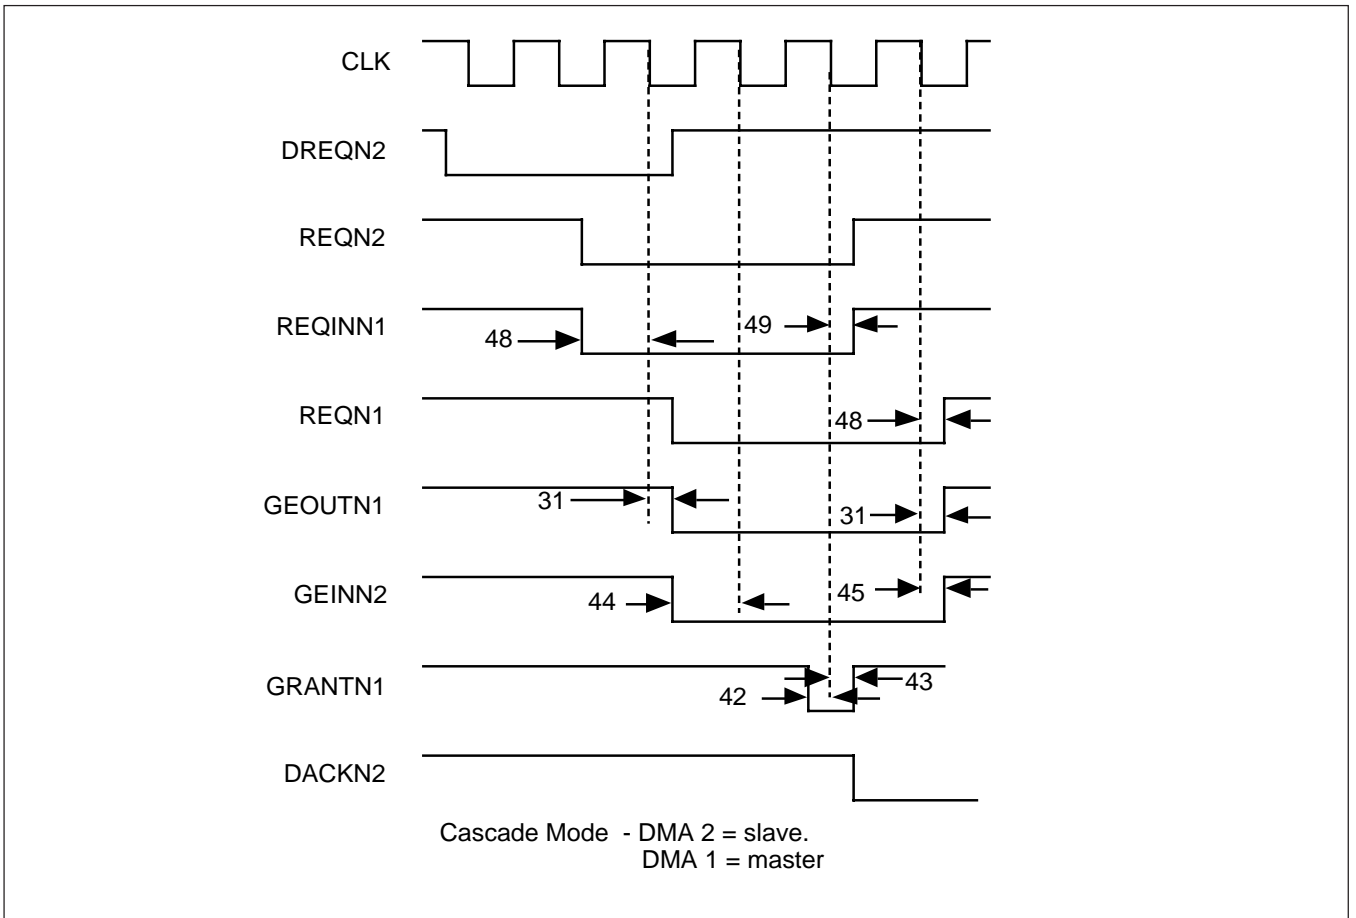 CLK
DREQN2
REQN2
REQINN1
48
49
REQN1
48
GEOUTN1
31
31
GEINN2
44
45
GRANTN1
42
43
DACKN2
Cascade Mode - DMA 2 = slave.
DMA 1 = master